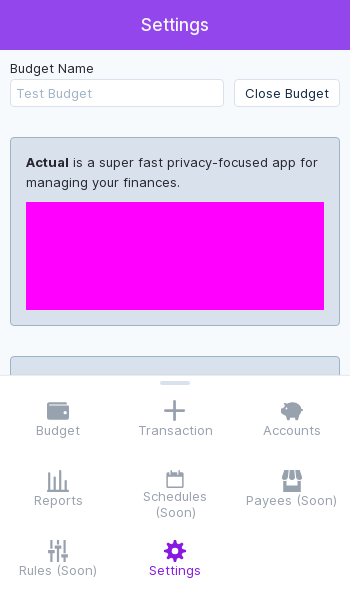 Settings
Budget Name
Test Budget
Close Budget
Actual is a super fast privacy-focused app for
managing your finances.
Budget
Transaction
Accounts
Reports
Schedules
(Soon)
Payees (Soon)
Rules (Soon)
Settings